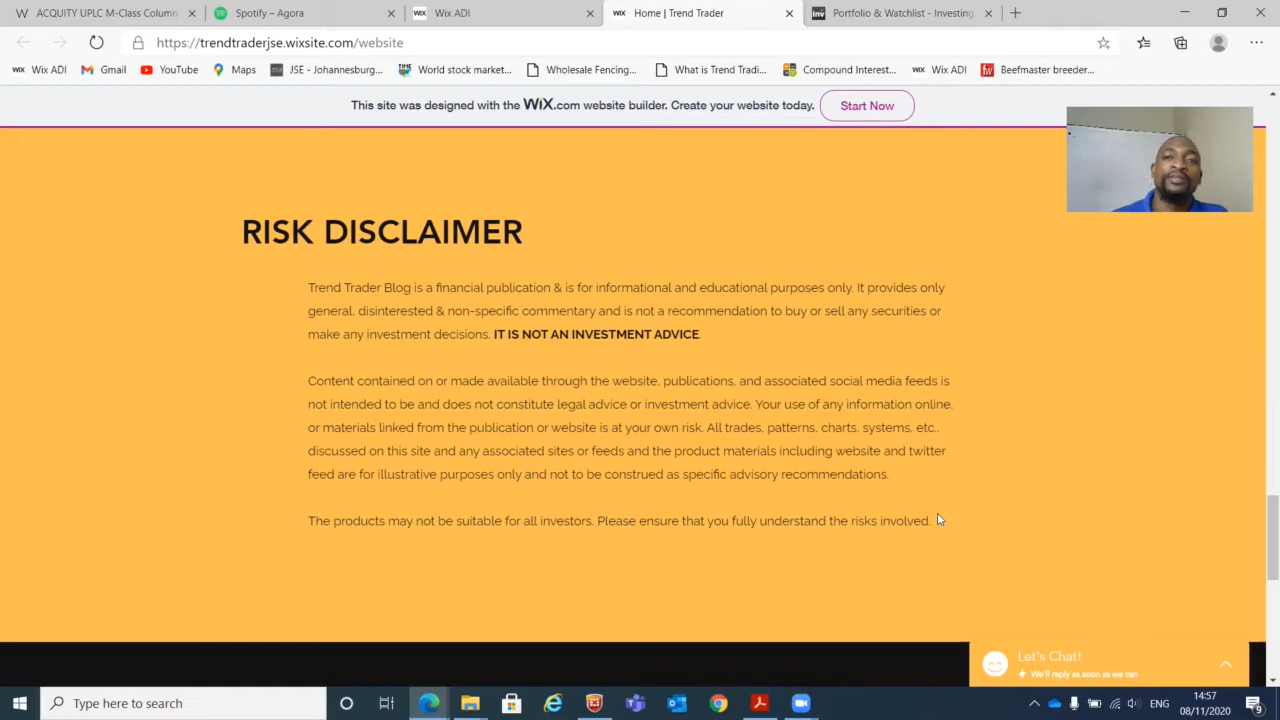 ACQUITY UPLC M-Class Column
Spotify – Agora
Wix ADI
Home | Trend Trader
Portfolio & Watchlist - Investing
https://trendtraderjse.wixsite.com/website
Wix ADI
Gmail
YouTube
Maps
JSE - Johannesburg...
World stock market...
Wholesale Fencing...
What is Trend Tradi...
Compound Interest...
Wix ADI
Beefmaster breeder...
This site was designed with the WiX.com website builder. Create your website today.
Start Now
RISK DISCLAIMER
Trend Trader Blog is a financial publication & is for informational and educational purposes only. It provides only
general, disinterested & non-specific commentary and is not a recommendation to buy or sell any securities or
make any investment decisions. IT IS NOT AN INVESTMENT ADVICE.
Content contained on or made available through the website, publications, and associated social media feeds is
not intended to be and does not constitute legal advice or investment advice. Your use of any information online,
or materials linked from the publication or website is at your own risk. All trades, patterns, charts, systems, etc.,
discussed on this site and any associated sites or feeds and the product materials including website and twitter
feed are for illustrative purposes only and not to be construed as specific advisory recommendations.
The products may not be suitable for all investors. Please ensure that you fully understand the risks involved.
Let's Chat!
We'll reply as soon as we can
Type here to search
ENG
14:57
08/11/2020
9